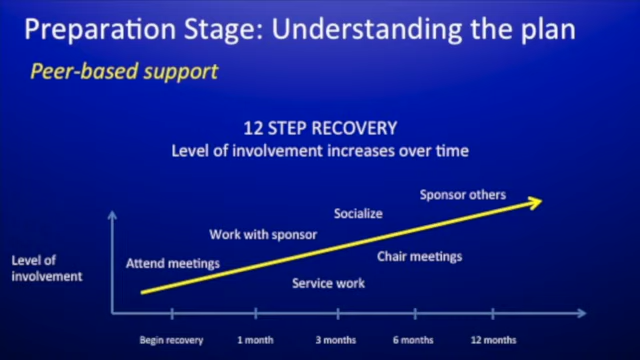 Preparation Stage: Understanding the plan
Peer-based support
12 STEP RECOVERY
Level of involvement increases over time
Sponsor others
Socialize
Work with sponsor
Chair meetings
Attend meetings
Level of
involvement
Service work
Begin recovery
1 month
3 months
6 months
12 months